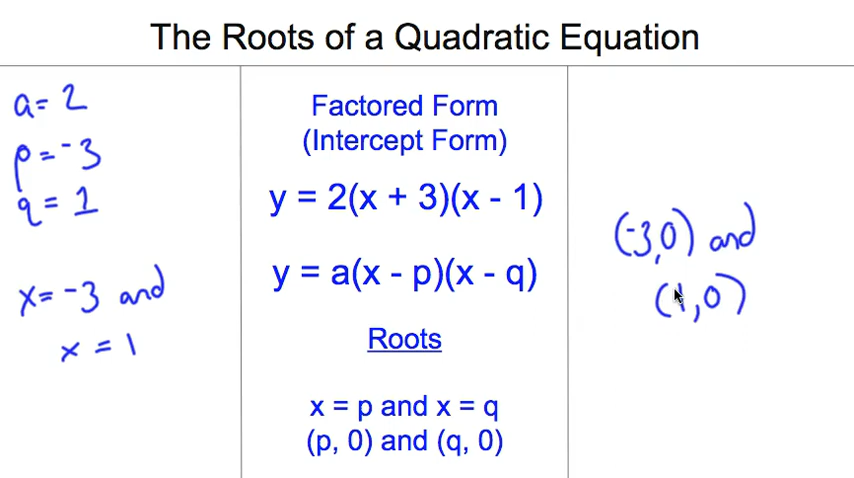 The Roots of a Quadratic Equation
a = 2
p = -3
q = 1
x = -3 and
x = 1
Factored Form
(Intercept Form)
y = 2(x + 3)(x - 1)
y = a(x - p)(x - q)
Roots
x = p and x = q
(p, 0) and (q, 0)
(-3,0) and
(1,0)